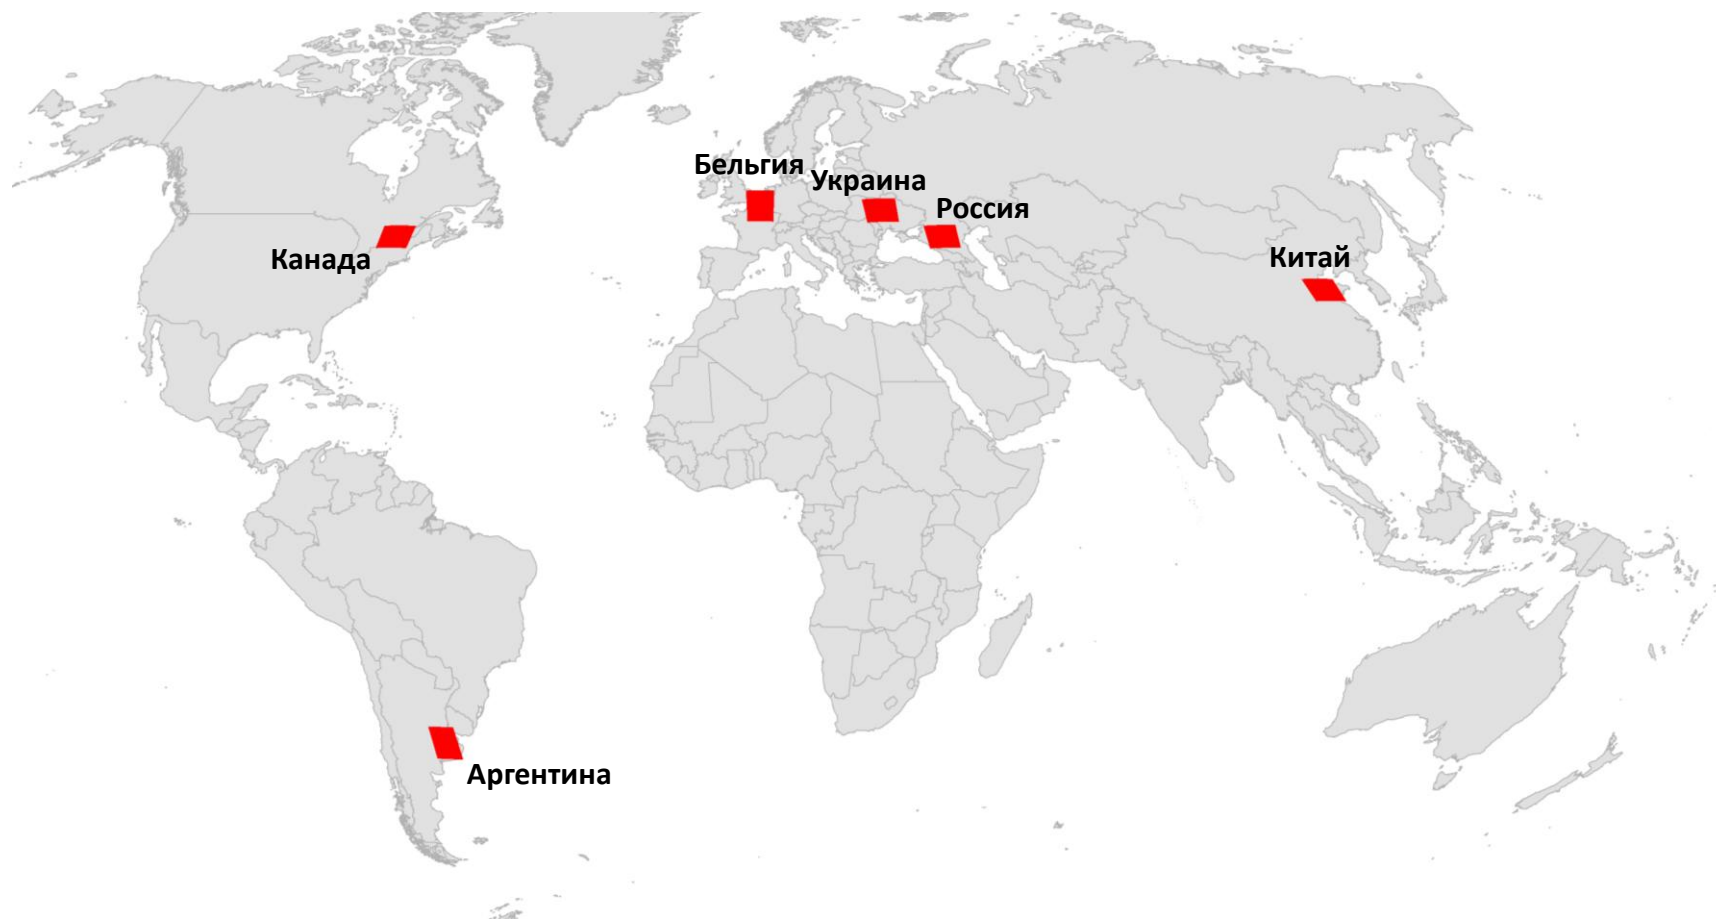 Бельгия
Украина
Россия
Канада
Китай
Аргентина